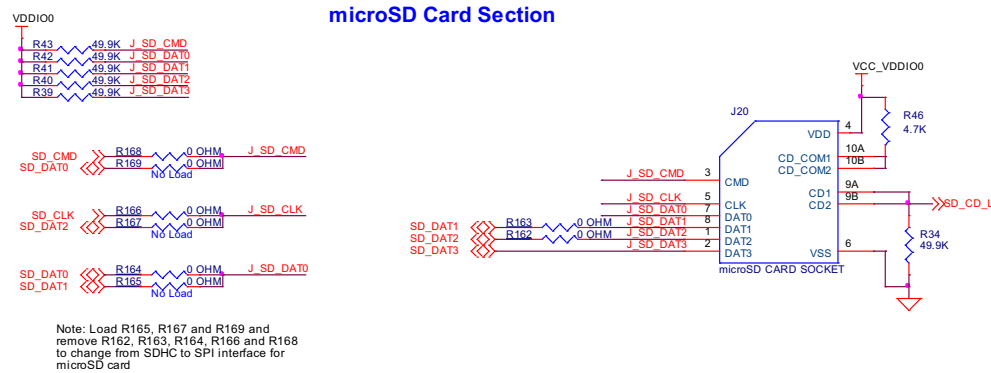 microSD Card Section
VDDIO0
R43 49.9K J_SD_CMD
R42 49.9K J_SD_DAT0
R41 49.9K J_SD_DAT1
R40 49.9K J_SD_DAT2
R39 49.9K J_SD_DAT3
SD_CMD R168 0 OHM J_SD_CMD
SD_DAT0 R169 0 OHM
No Load
SD_CLK R166 0 OHM J_SD_CLK
SD_DAT2 R167 0 OHM
No Load
SD_DAT0 R164 0 OHM J_SD_DAT0
SD_DAT1 R165 0 OHM
No Load
Note: Load R165, R167 and R169 and
remove R162, R163, R164, R166 and R168
to change from SDHC to SPI interface for
microSD card
VCC_VDDIO0
R46
4.7K
J20
VDD 4
CD_COM1 10A
CD_COM2 10B
J_SD_CMD 3 CMD
CD1 9A
J_SD_CLK 5 CLK
CD2 9B SD_CD_L
J_SD_DAT0 7 DAT0
SD_DAT1 R163 0 OHM J_SD_DAT1 8 DAT1
SD_DAT2 R162 0 OHM J_SD_DAT2 1 DAT2
SD_DAT3 J_SD_DAT3 2 DAT3
VSS 6
R34
49.9K
microSD CARD SOCKET